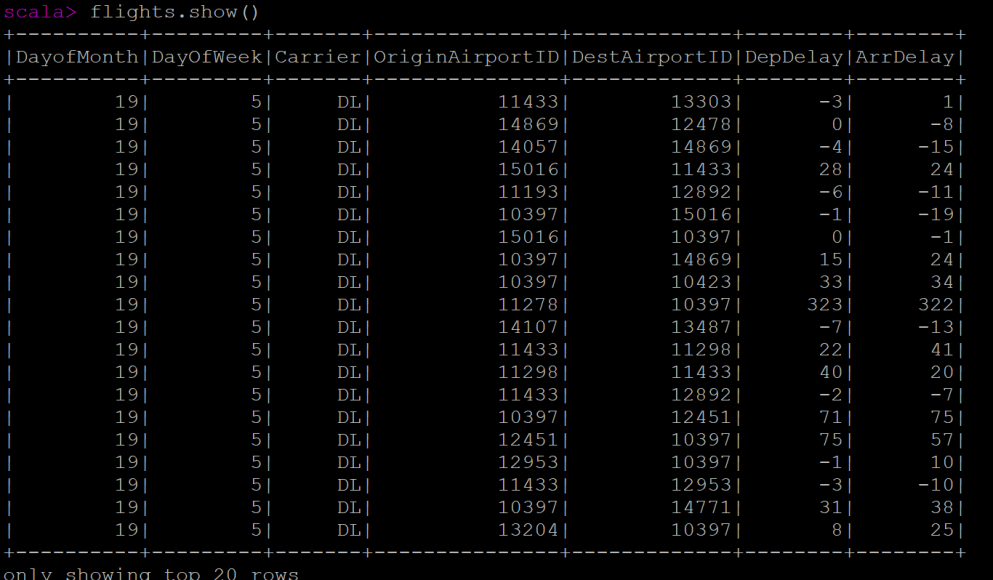 scala> flights.show()
+----------+---------+-------+---------------+-------------+--------+--------+
|DayofMonth|DayOfWeek|Carrier|OriginAirportID|DestAirportID|DepDelay|ArrDelay|
+----------+---------+-------+---------------+-------------+--------+--------+
|        19|        5|     DL|          11433|        13303|      -3|       1|
|        19|        5|     DL|          14869|        12478|       0|      -8|
|        19|        5|     DL|          14057|        14869|      -4|     -15|
|        19|        5|     DL|          15016|        11433|      28|      24|
|        19|        5|     DL|          11193|        12892|      -6|     -11|
|        19|        5|     DL|          10397|        15016|      -1|     -19|
|        19|        5|     DL|          15016|        10397|       0|      -1|
|        19|        5|     DL|          10397|        14869|      15|      24|
|        19|        5|     DL|          10397|        10423|      33|      34|
|        19|        5|     DL|          11278|        10397|     323|     322|
|        19|        5|     DL|          14107|        13487|      -7|     -13|
|        19|        5|     DL|          11433|        11298|      22|      41|
|        19|        5|     DL|          11298|        11433|      40|      20|
|        19|        5|     DL|          11433|        12892|      -2|      -7|
|        19|        5|     DL|          10397|        12451|      71|      75|
|        19|        5|     DL|          12451|        10397|      75|      57|
|        19|        5|     DL|          12953|        10397|      -1|      10|
|        19|        5|     DL|          11433|        12953|      -3|     -10|
|        19|        5|     DL|          10397|        14771|      31|      38|
|        19|        5|     DL|          13204|        10397|       8|      25|
+----------+---------+-------+---------------+-------------+--------+--------+
only showing top 20 rows